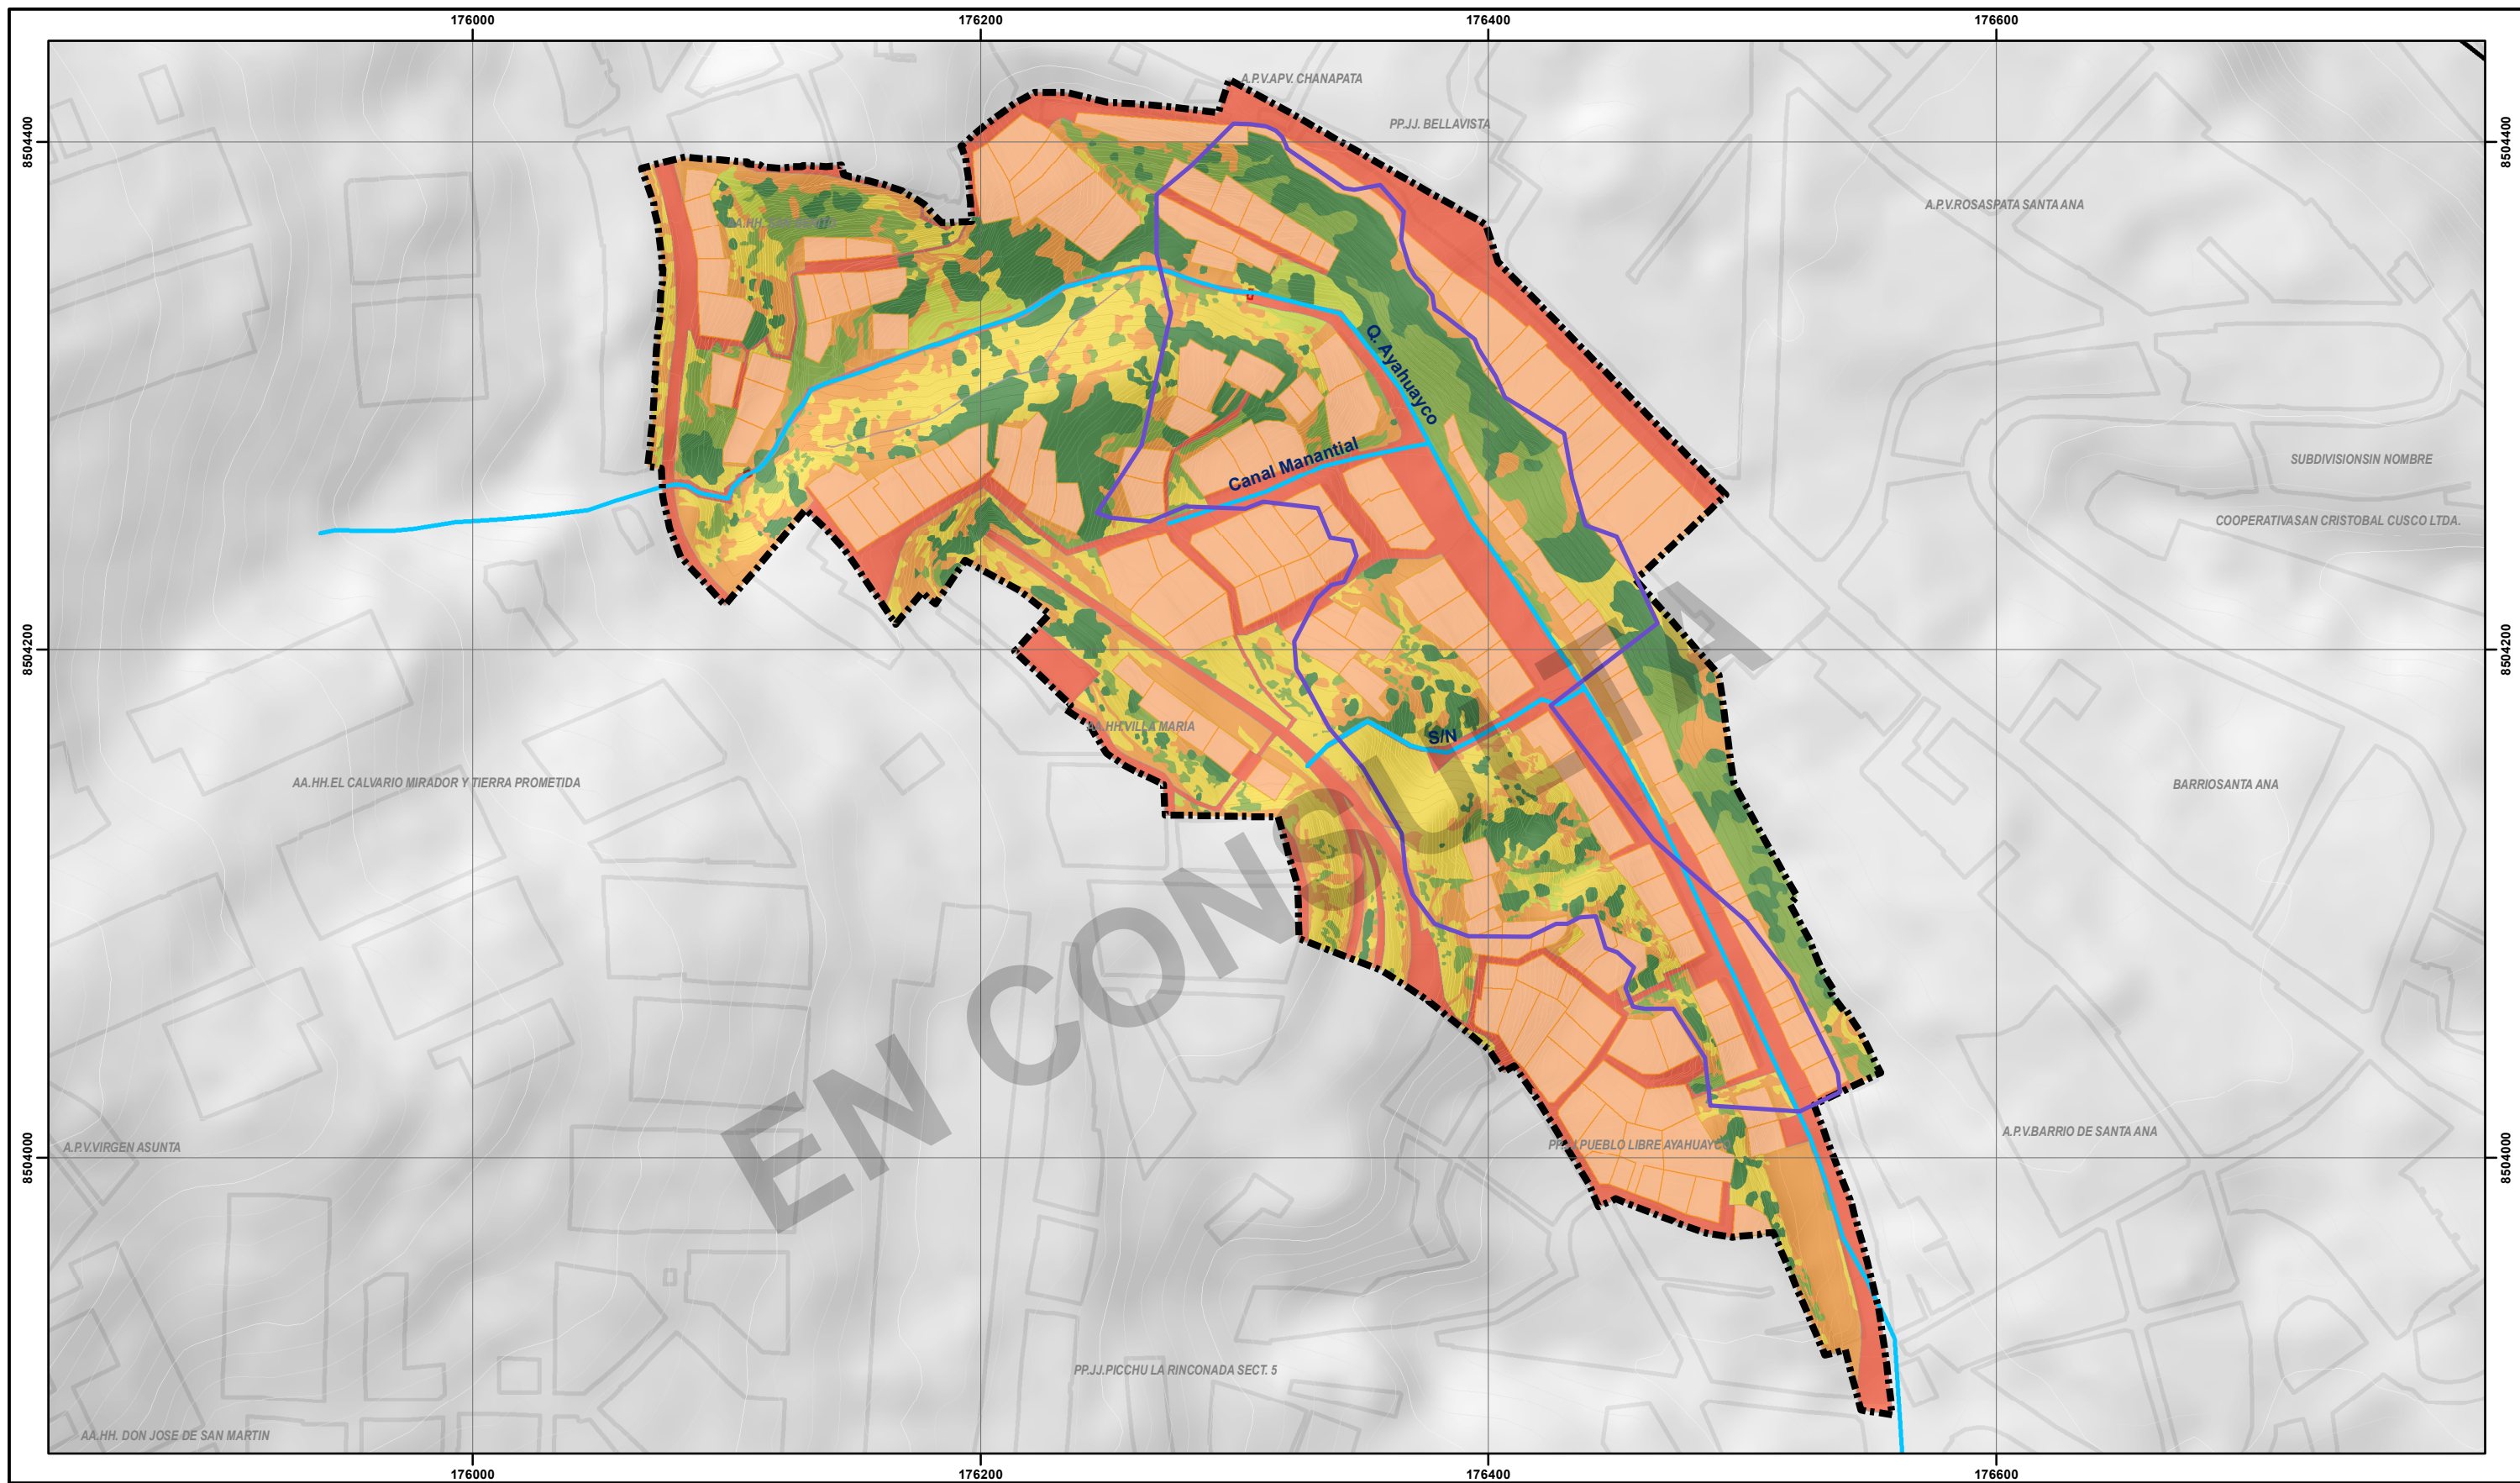 176000
176200
176400
176600
8504400
8504400
A.P.V.APV. CHANAPATA
PP.JJ. BELLAVISTA
A.P.V.ROSASPATA SANTA ANA
Q. Ayahuayco
Canal Manantial
SUBDIVISIONSIN NOMBRE
COOPERATIVASAN CRISTOBAL CUSCO LTDA.
8504200
8504200
AA.HH.VILLA MARIA
S/N
AA.HH.EL CALVARIO MIRADOR Y TIERRA PROMETIDA
BARRIOSANTA ANA
EN CONSULTA
A.P.V.VIRGEN ASUNTA
PUEBLO LIBRE AYAHUAYCO
A.P.V.BARRIO DE SANTA ANA
8504000
8504000
PP.JJ.PICCHU LA RINCONADA SECT. 5
AA.HH. DON JOSE DE SAN MARTIN
176000
176200
176400
176600